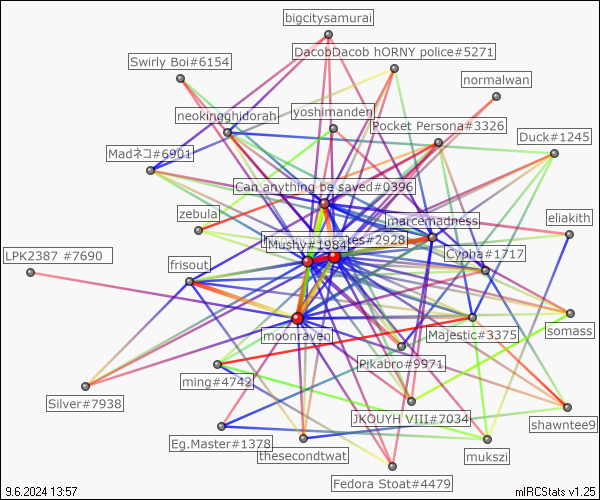 bigcitysamurai
DacobDacob hORNY police#5271
Swirly Boi#6154
normalwan
neokingghidorah
yoshimanden
Pocket Persona#3326
Duck#1245
Madネコ#6901
Can anything be saved#0396
zebula
marcemadness
eliakith
Mushy#1984
es#2928
LPK2387 #7690
Cypha#1717
frisout
moonraven
Majestic#3375
somass
Pikabro#9971
ming#4742
Silver#7938
JKOUYH VIII#7034
shawntee9
Eg.Master#1378
thesecondtwat
mukszi
Fedora Stoat#4479
9.6.2024 13:57
mIRCStats v1.25